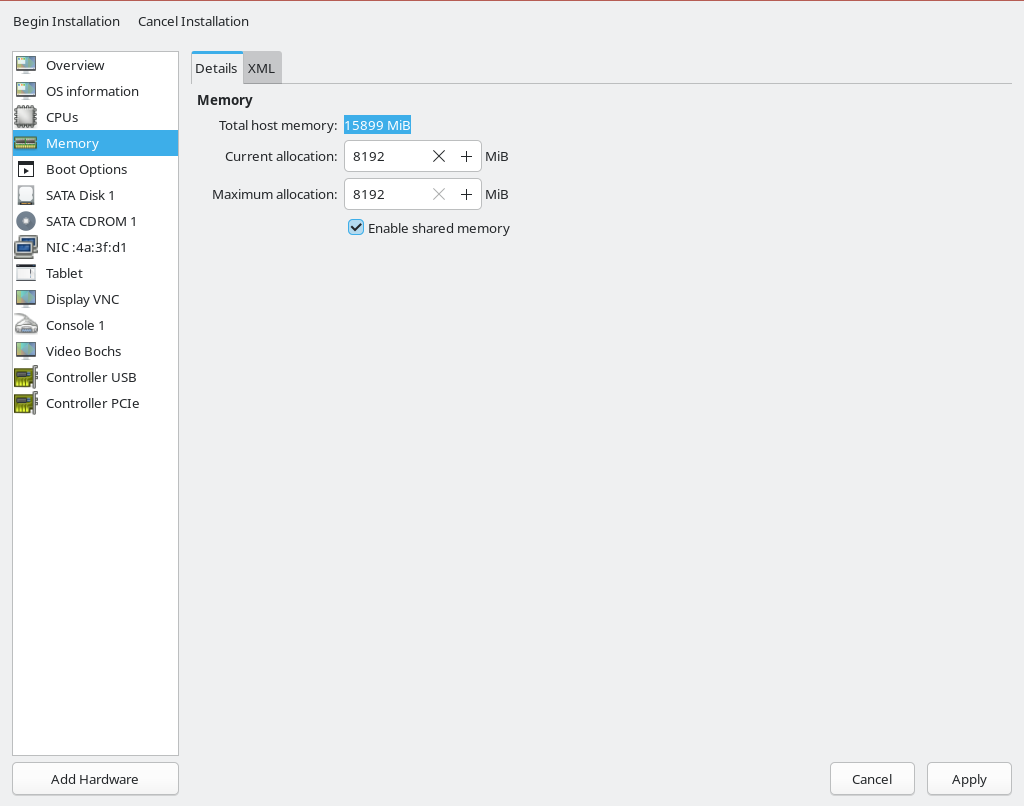 Begin Installation Cancel Installation
Overview
OS information
CPUs
Memory
Boot Options
SATA Disk 1
SATA CDROM 1
NIC :4a:3f:d1
Tablet
Display VNC
Console 1
Video Bochs
Controller USB
Controller PCIe
Add Hardware
Details XML
Memory
Total host memory: 15899 MiB
Current allocation: 8192 MiB
Maximum allocation: 8192 MiB
Enable shared memory
Cancel Apply